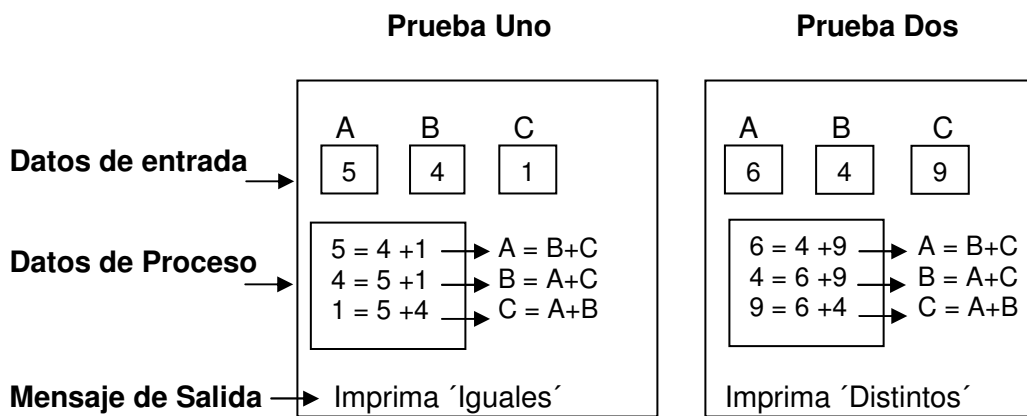 Prueba Uno Prueba Dos
A B C A B C
Datos de entrada 5 4 1 6 4 9
5 = 4 +1 A = B+C 6 = 4 +9 A = B+C
Datos de Proceso 4 = 5 +1 B = A+C 4 = 6 +9 B = A+C
1 = 5 +4 C = A+B 9 = 6 +4 C = A+B
Mensaje de Salida Imprima ´Iguales´ Imprima ´Distintos´